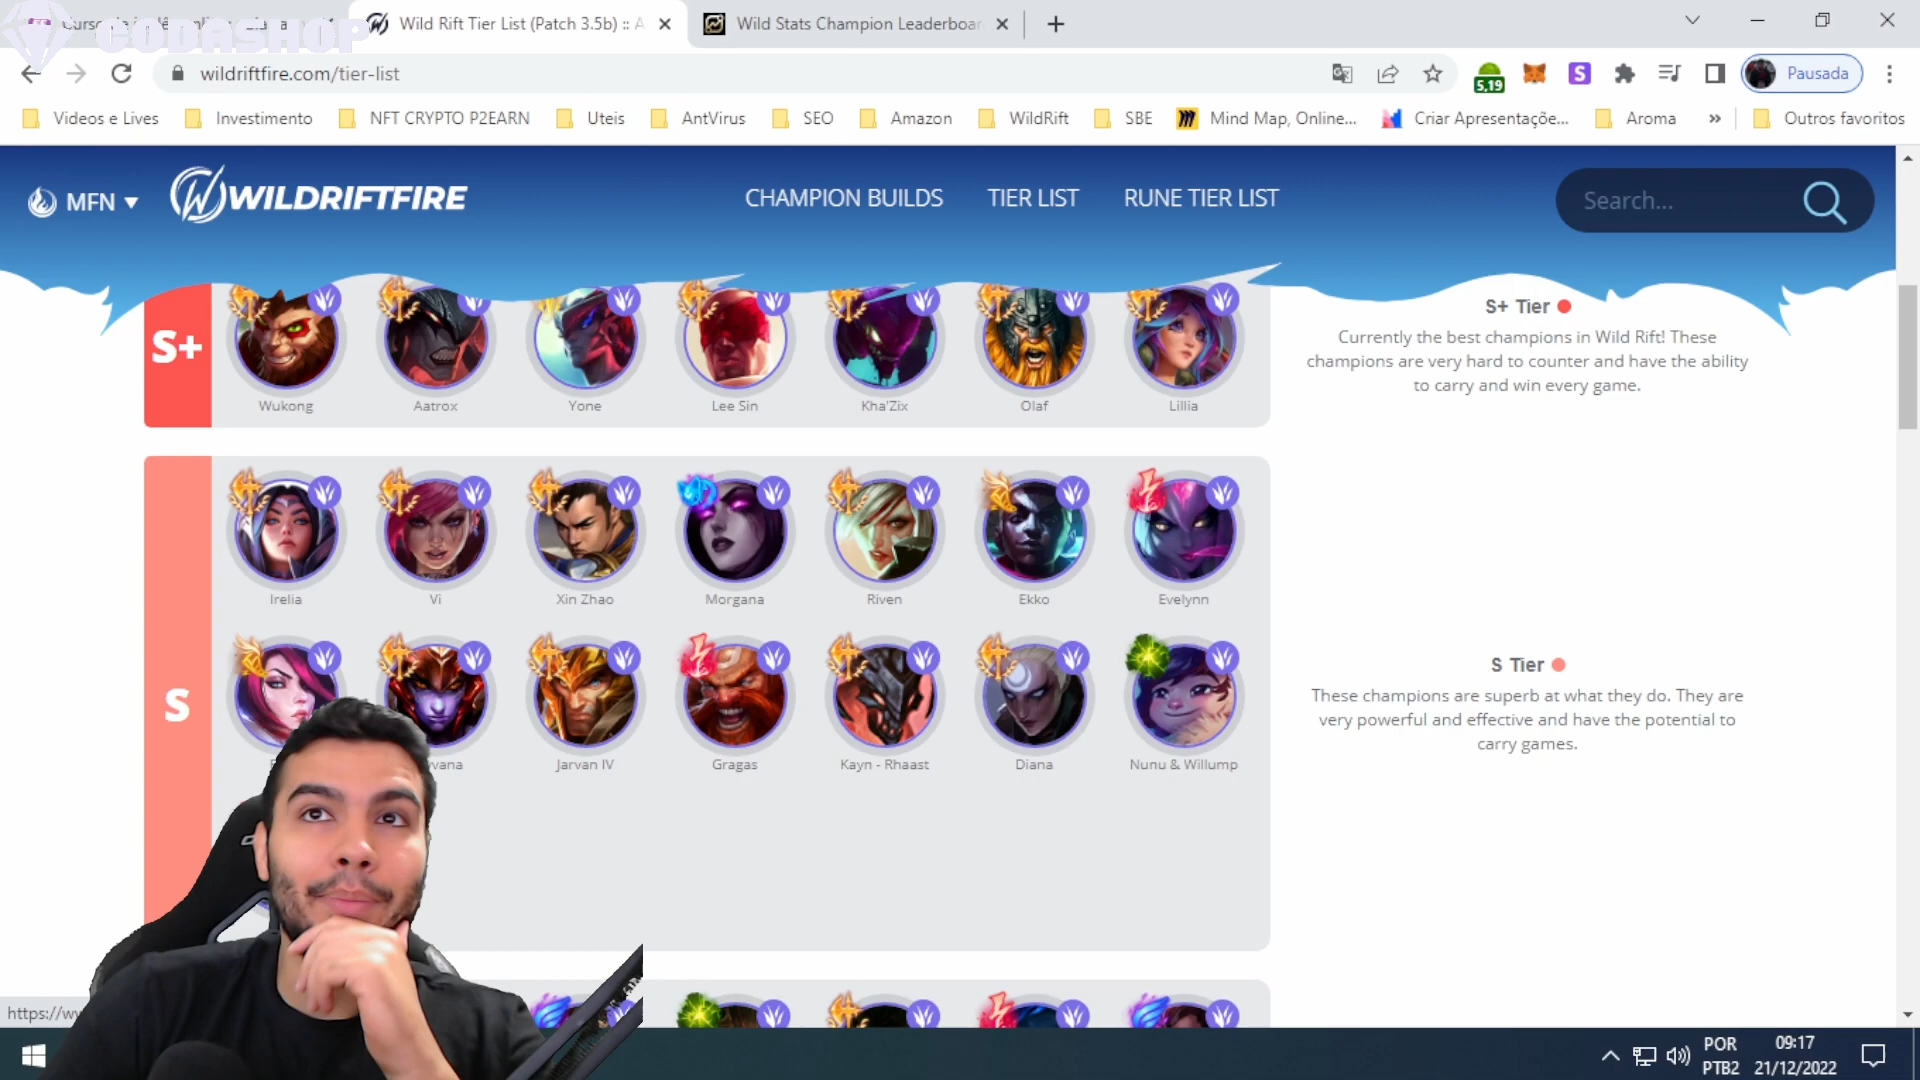 GODASHOP
Wild Rift Tier List (Patch 3.5b) :: A
Wild Stats Champion Leaderboar
wildriftfire.com/tier-list
5,19
S
Pausada
Videos e Lives
Investimento
NFT CRYPTO P2EARN
Uteis
AntVirus
SEO
Amazon
WildRift
SBE
Mind Map, Online...
Criar Apresentaçõe...
Aroma
»
Outros favoritos
MFN
WILDRIFTFIRE
CHAMPION BUILDS
TIER LIST
RUNE TIER LIST
Search...
S+
Wukong
Aatrox
Yone
Lee Sin
Kha'Zix
Olaf
Lillia
S+ Tier
Currently the best champions in Wild Rift! These
champions are very hard to counter and have the ability
to carry and win every game.
S
Irelia
Vi
Xin Zhao
Morgana
Riven
Ekko
Evelynn
vana
Jarvan IV
Gragas
Kayn - Rhaast
Diana
Nunu & Willump
S Tier
These champions are superb at what they do. They are
very powerful and effective and have the potential to
carry games.
https://ww
POR
PTB2
09:17
21/12/2022